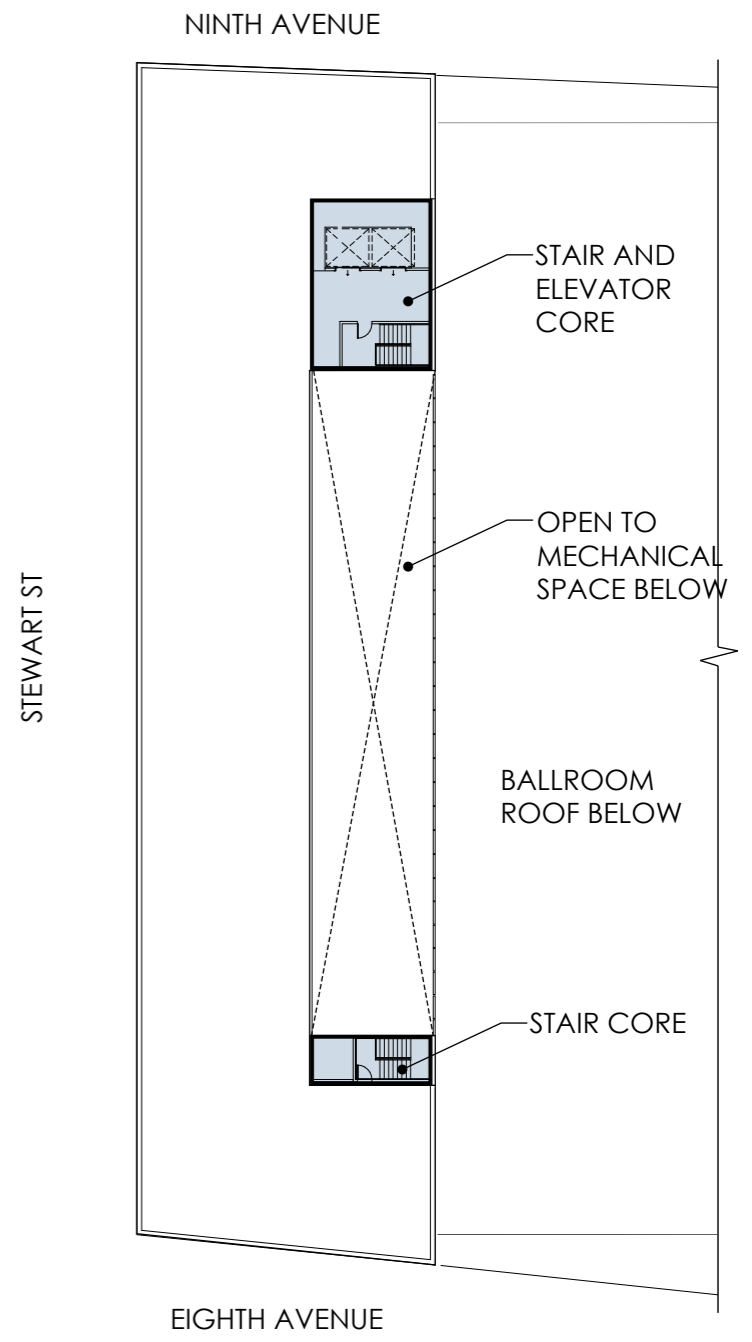 NINTH AVENUE
STAIR AND
ELEVATOR
CORE
OPEN TO
MECHANICAL
SPACE BELOW
STEWART ST
BALLROOM
ROOF BELOW
STAIR CORE
EIGHTH AVENUE